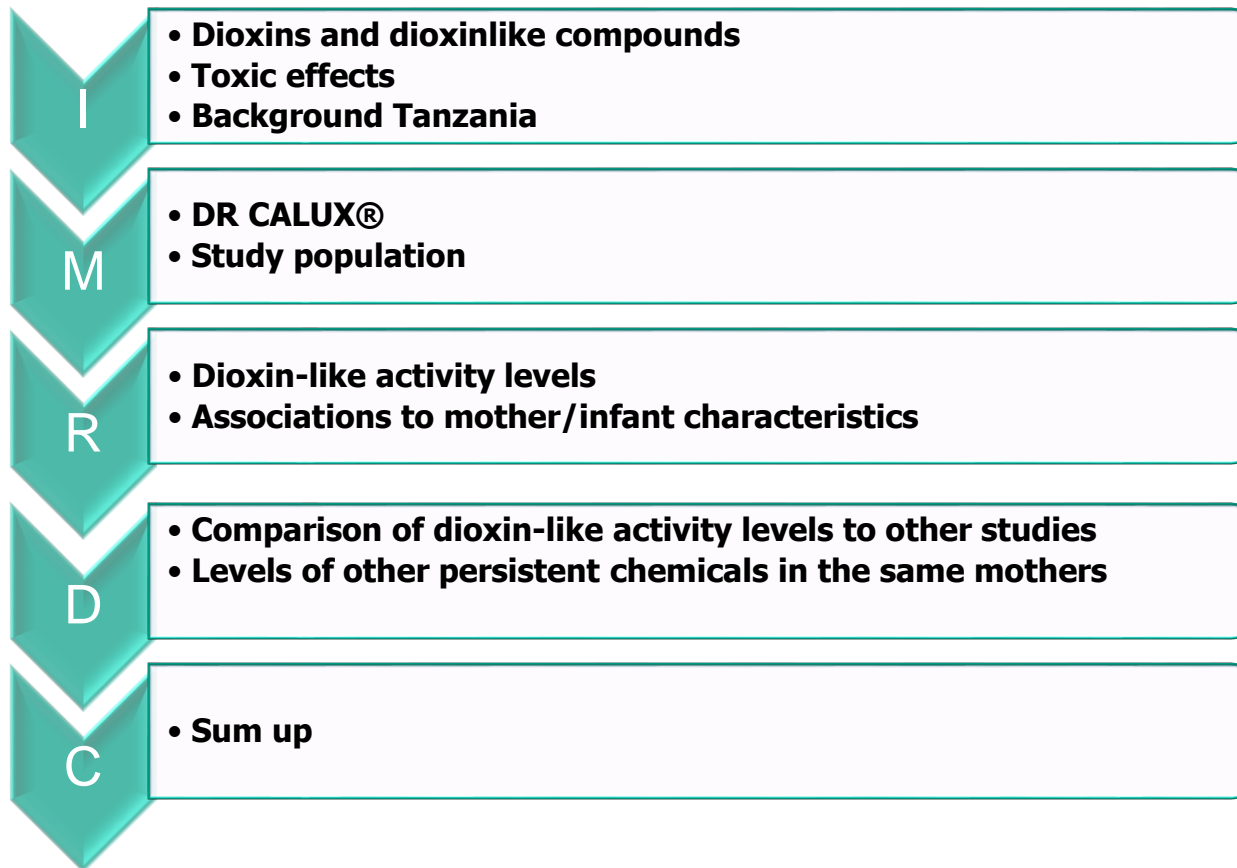 I
• Dioxins and dioxinlike compounds
• Toxic effects
• Background Tanzania
M
• DR CALUX®
• Study population
R
• Dioxin-like activity levels
• Associations to mother/infant characteristics
D
• Comparison of dioxin-like activity levels to other studies
• Levels of other persistent chemicals in the same mothers
C
• Sum up